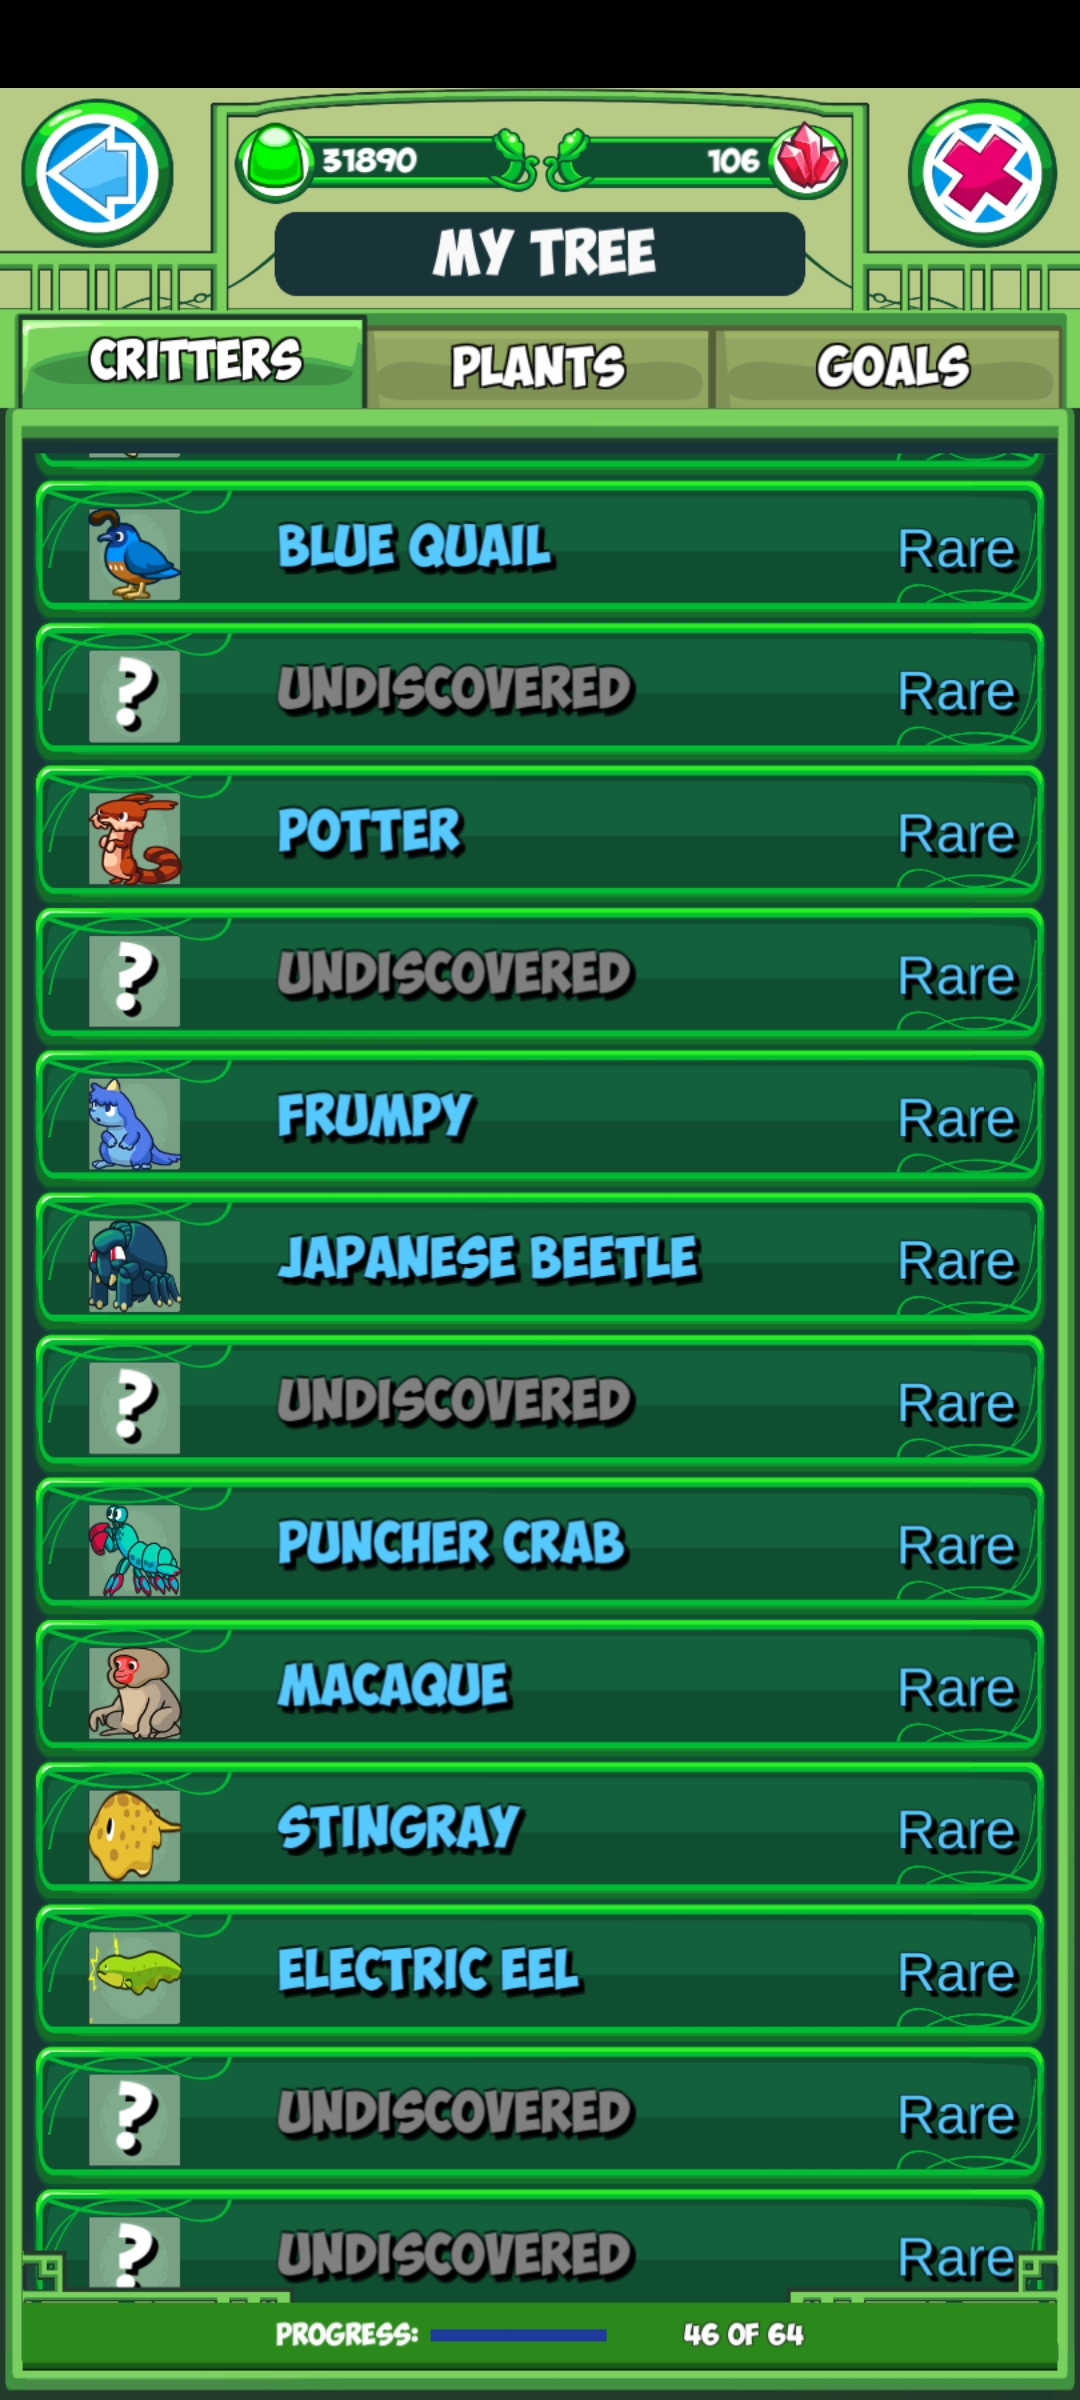 31890
106
MY TREE
CRITTERS
PLANTS
GOALS
BLUE QUAIL Rare
? UNDISCOVERED Rare
POTTER Rare
? UNDISCOVERED Rare
FRUMPY Rare
JAPANESE BEETLE Rare
? UNDISCOVERED Rare
PUNCHER CRAB Rare
MACAQUE Rare
STINGRAY Rare
ELECTRIC EEL Rare
? UNDISCOVERED Rare
? UNDISCOVERED Rare
PROGRESS: 46 OF 64